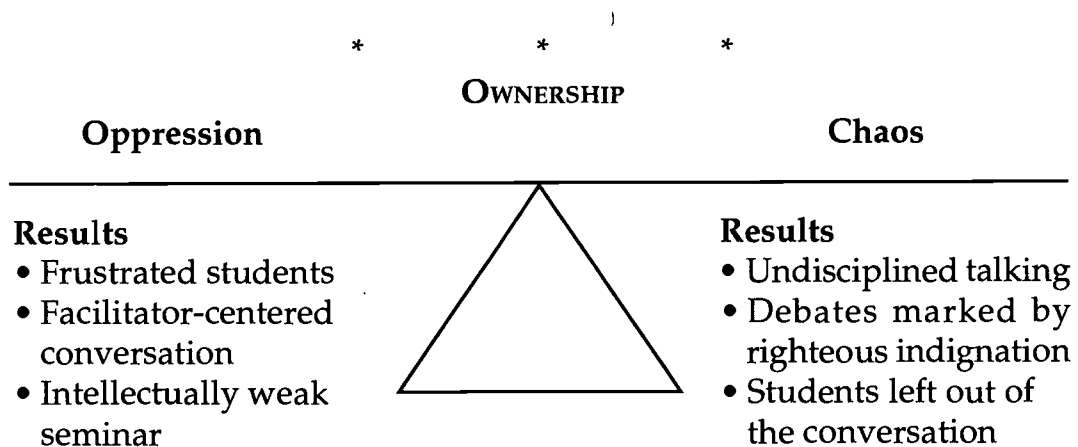 * * *
OWNERSHIP
Oppression
Chaos
Results
• Frustrated students
• Facilitator-centered
conversation
• Intellectually weak
seminar
Results
• Undisciplined talking
• Debates marked by
righteous indignation
• Students left out of
the conversation